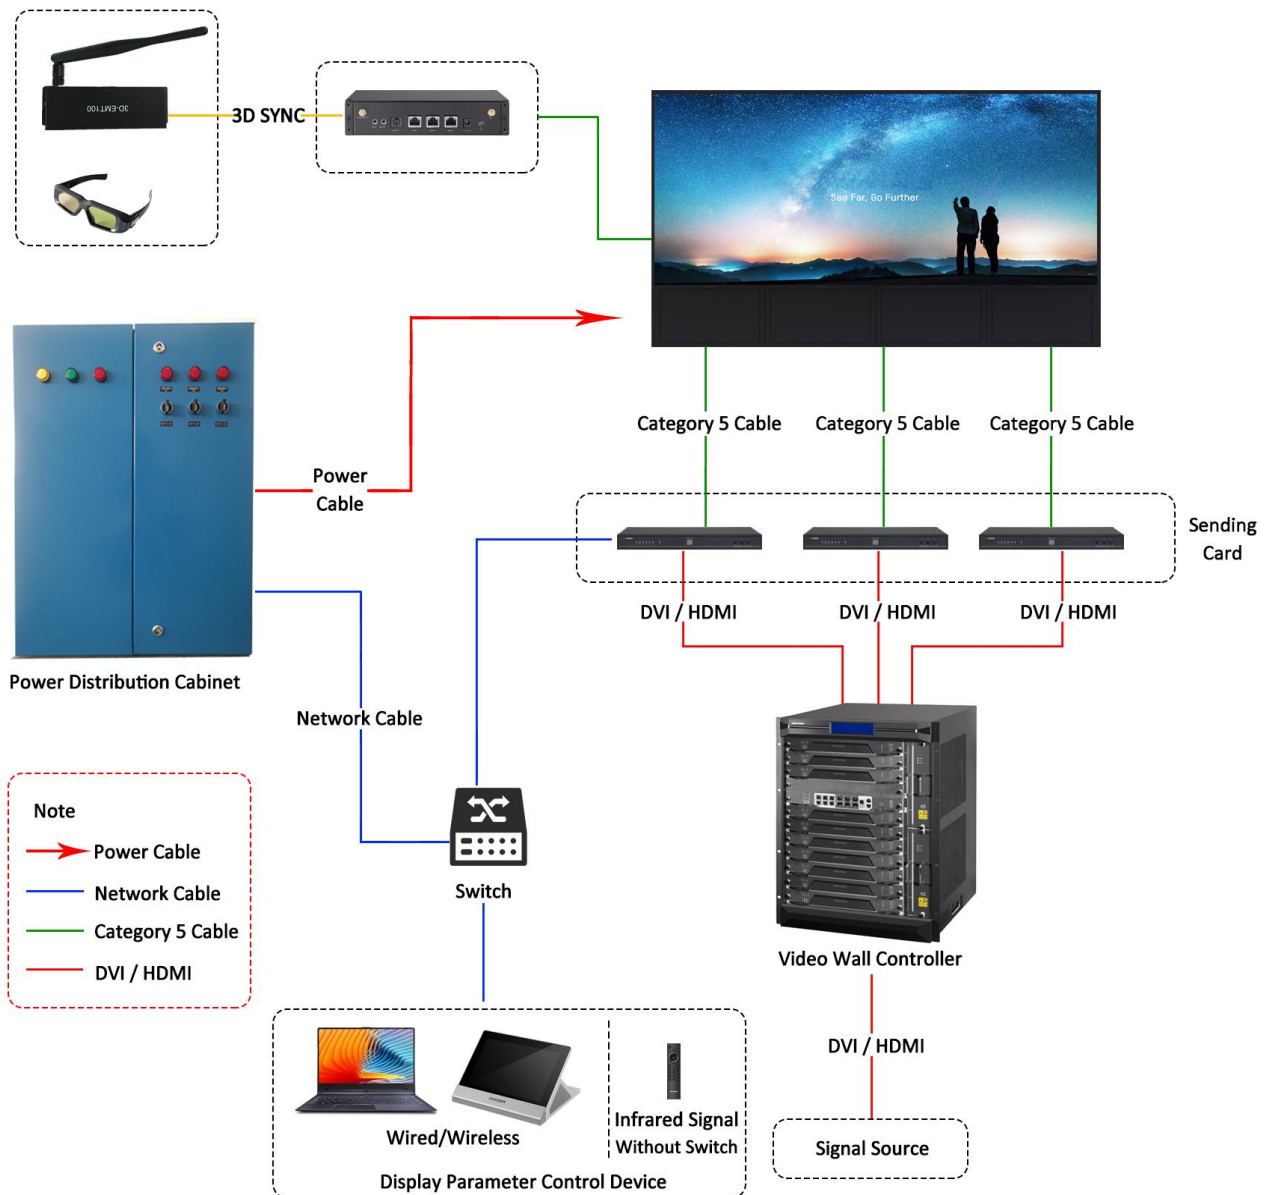 3D-EMT100
3D SYNC
See Far, Go Further
Category 5 Cable
Category 5 Cable
Category 5 Cable
Power
Cable
Sending
Card
DVI / HDMI
DVI / HDMI
DVI / HDMI
Power Distribution Cabinet
Network Cable
Note
Power Cable
Network Cable
Category 5 Cable
DVI / HDMI
Switch
Video Wall Controller
DVI / HDMI
Wired/Wireless
Infrared Signal
Without Switch
Display Parameter Control Device
Signal Source